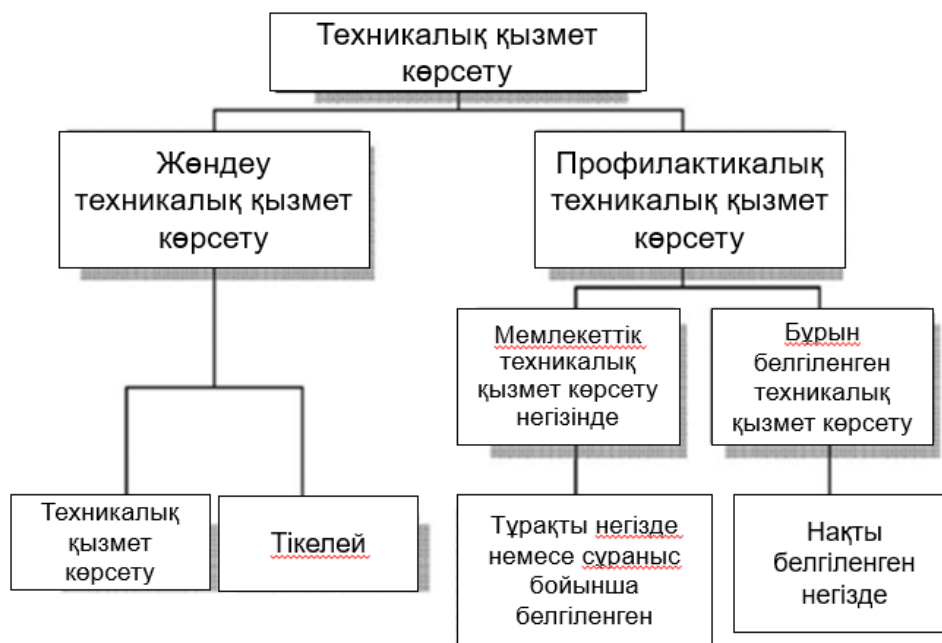 Техникалық қызмет
көрсету
Жөндеу
техникалық қызмет
көрсету
Профилактикалық
техникалық қызмет
көрсету
Мемлекеттік
техникалық
қызмет көрсету
негізінде
Бұрын
белгіленген
техникалық
қызмет көрсету
Техникалық
қызмет
көрсету
Тікелей
Тұрақты негізде
немесе сұраныс
бойынша
белгіленген
Нақты
белгіленген
негізде